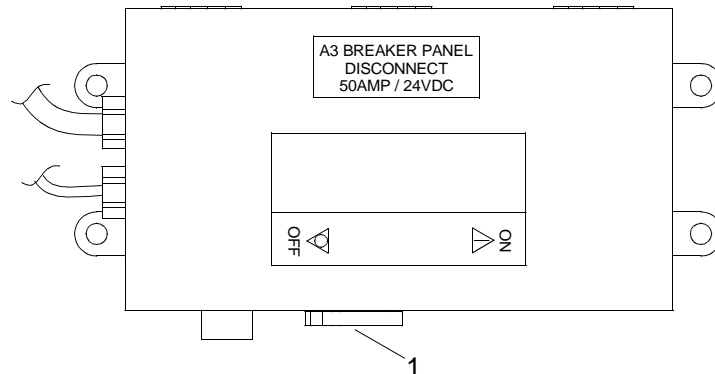 A3 BREAKER PANEL
DISCONNECT
50AMP / 24VDC
OFF
ON
1